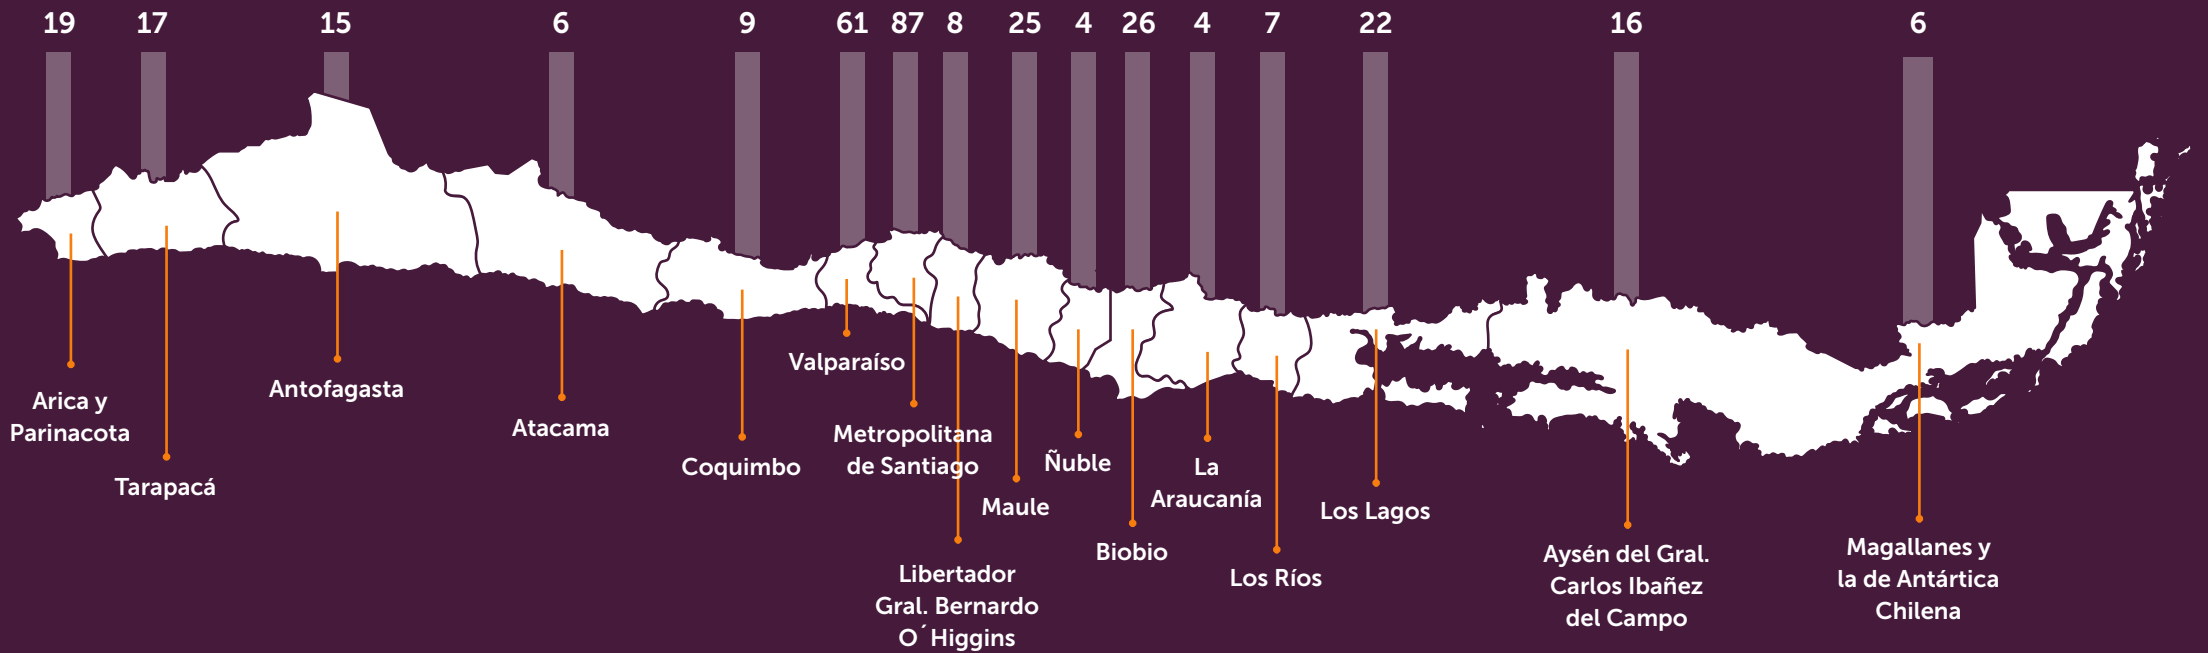 19 17 15 6 9 61 87 8 25 4 26 4 7 22 16 6
Arica y
Parinacota
Tarapacá
Antofagasta
Atacama
Coquimbo
Valparaíso
Metropolitana
de Santiago
Libertador
Gral. Bernardo
O´Higgins
Maule
Ñuble
Biobio
La
Araucanía
Los Ríos
Los Lagos
Aysén del Gral.
Carlos Ibañez
del Campo
Magallanes y
la de Antártica
Chilena